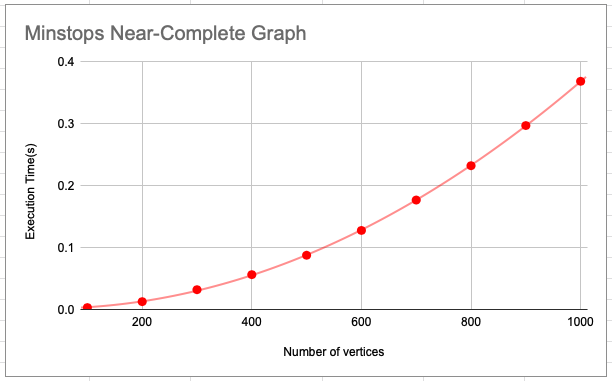 Minstops Near-Complete Graph
0.4
0.3
0.2
0.1
0.0
Execution Time(s)
200 400 600 800 1000
Number of vertices